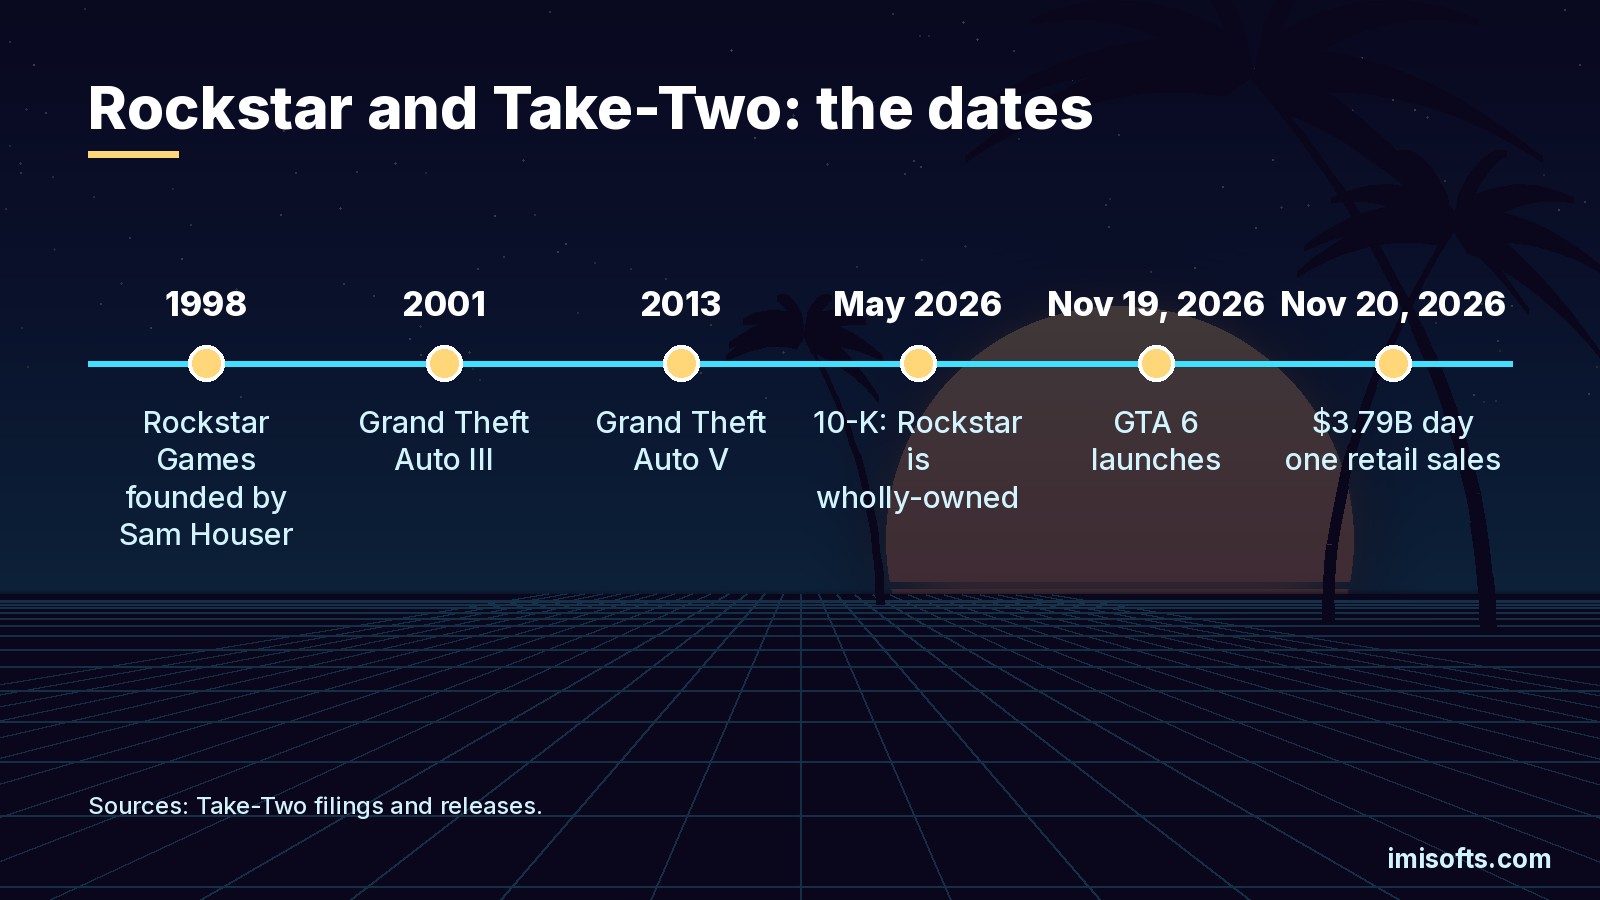 Rockstar and Take-Two: the dates
1998
2001
2013
May 2026
Nov 19, 2026
Nov 20, 2026
Rockstar
Games
founded by
Sam Houser
Grand Theft
Auto III
Grand Theft
Auto V
10-K: Rockstar
is
wholly-owned
GTA 6
launches
$3.79B day
one retail sales
Sources: Take-Two filings and releases.
imisofts.com